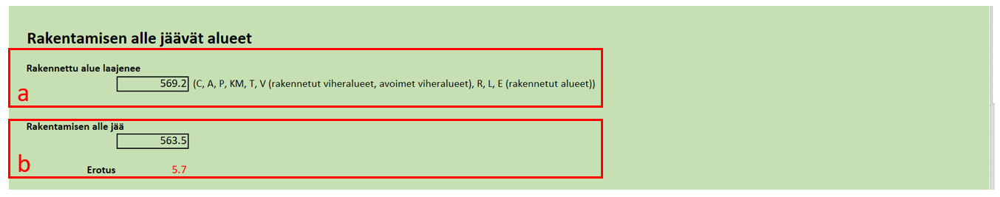 Rakentamisen alle jäävät alueet
Rakennettu alue laajenee
569.2 (C, A, P, KM, T, V (rakennetut viheralueet, avoimet viheralueet), R, L, E (rakennetut alueet))
a
Rakentamisen alle jää
563.5
b
Erotus 5.7